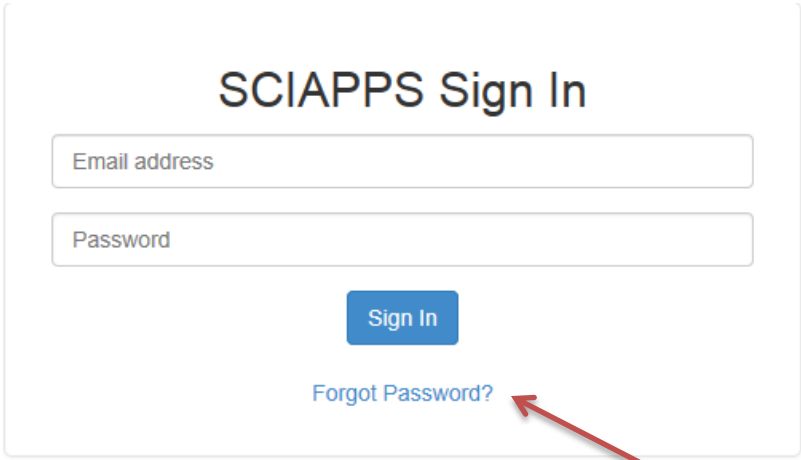 SCIAPPS Sign In
Email address
Password
Sign In
Forgot Password?